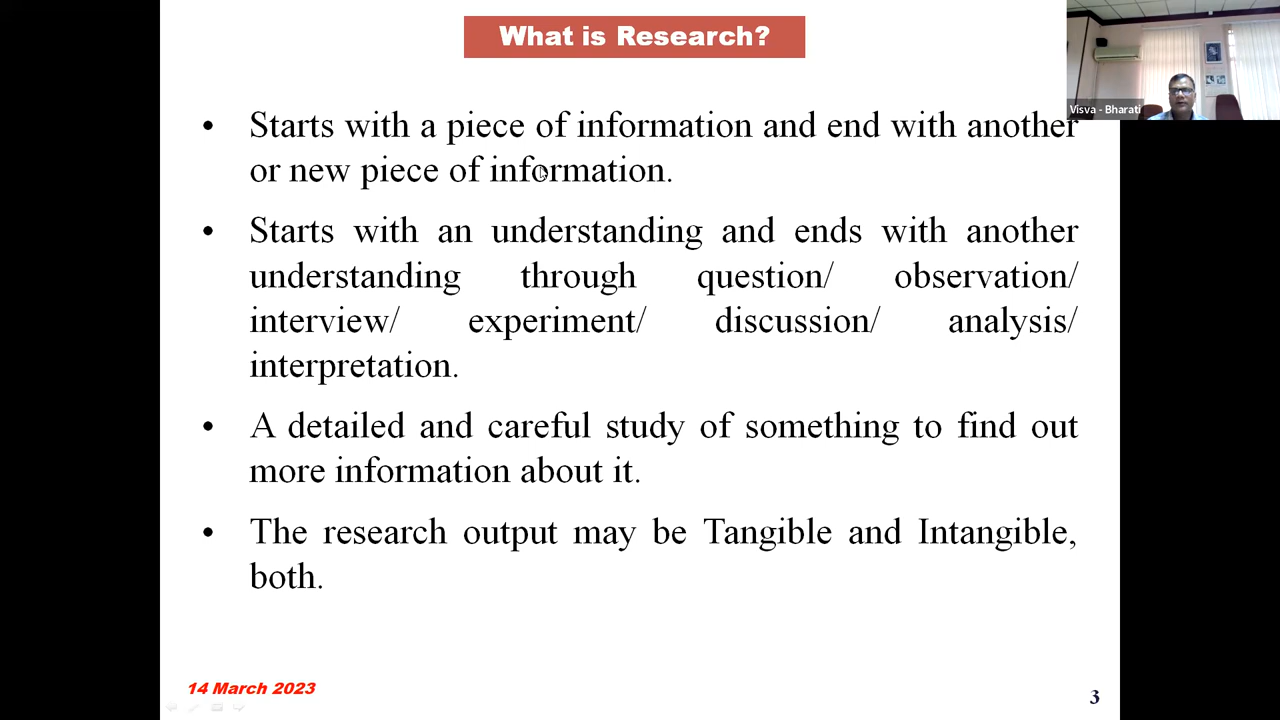 What is Research?
Visva - Bharati
• Starts with a piece of information and end with another
or new piece of information.
• Starts with an understanding and ends with another
understanding through question/ observation/
interview/ experiment/ discussion/ analysis/
interpretation.
• A detailed and careful study of something to find out
more information about it.
• The research output may be Tangible and Intangible,
both.
14 March 2023
3